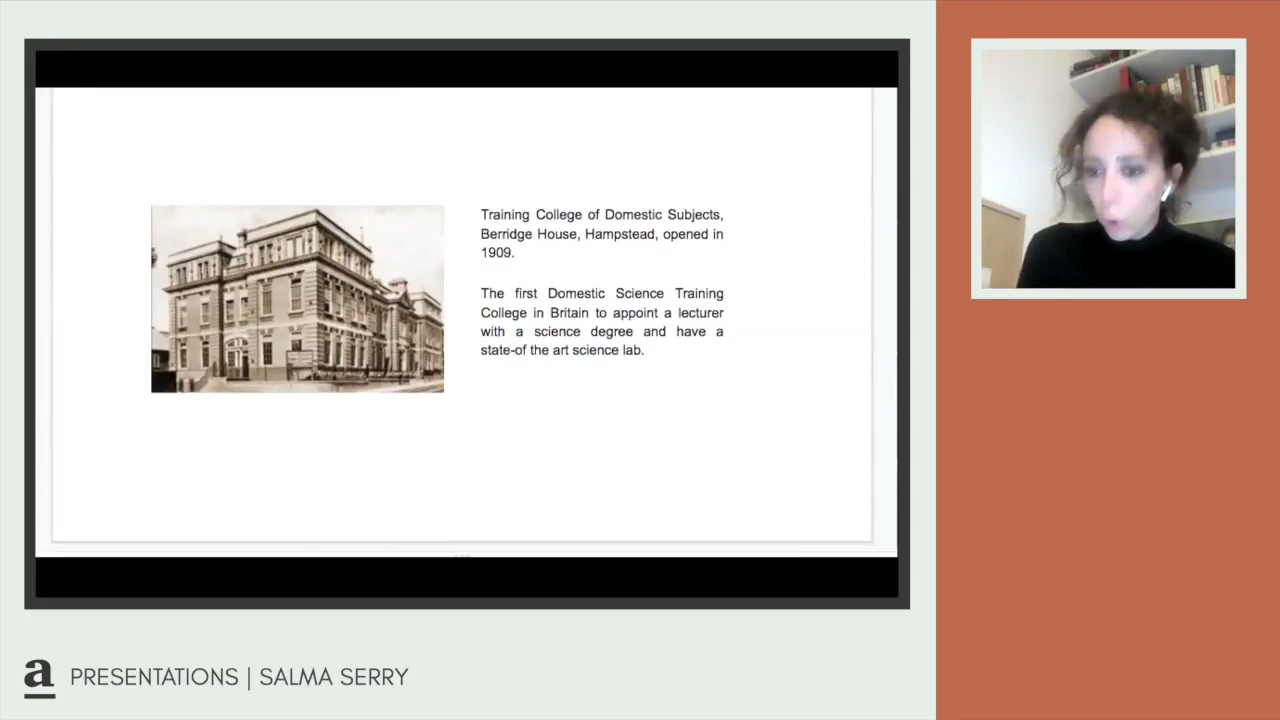 Training College of Domestic Subjects,
Berridge House, Hampstead, opened in
1909.
The first Domestic Science Training
College in Britain to appoint a lecturer
with a science degree and have a
state-of the art science lab.
a
PRESENTATIONS | SALMA SERRY